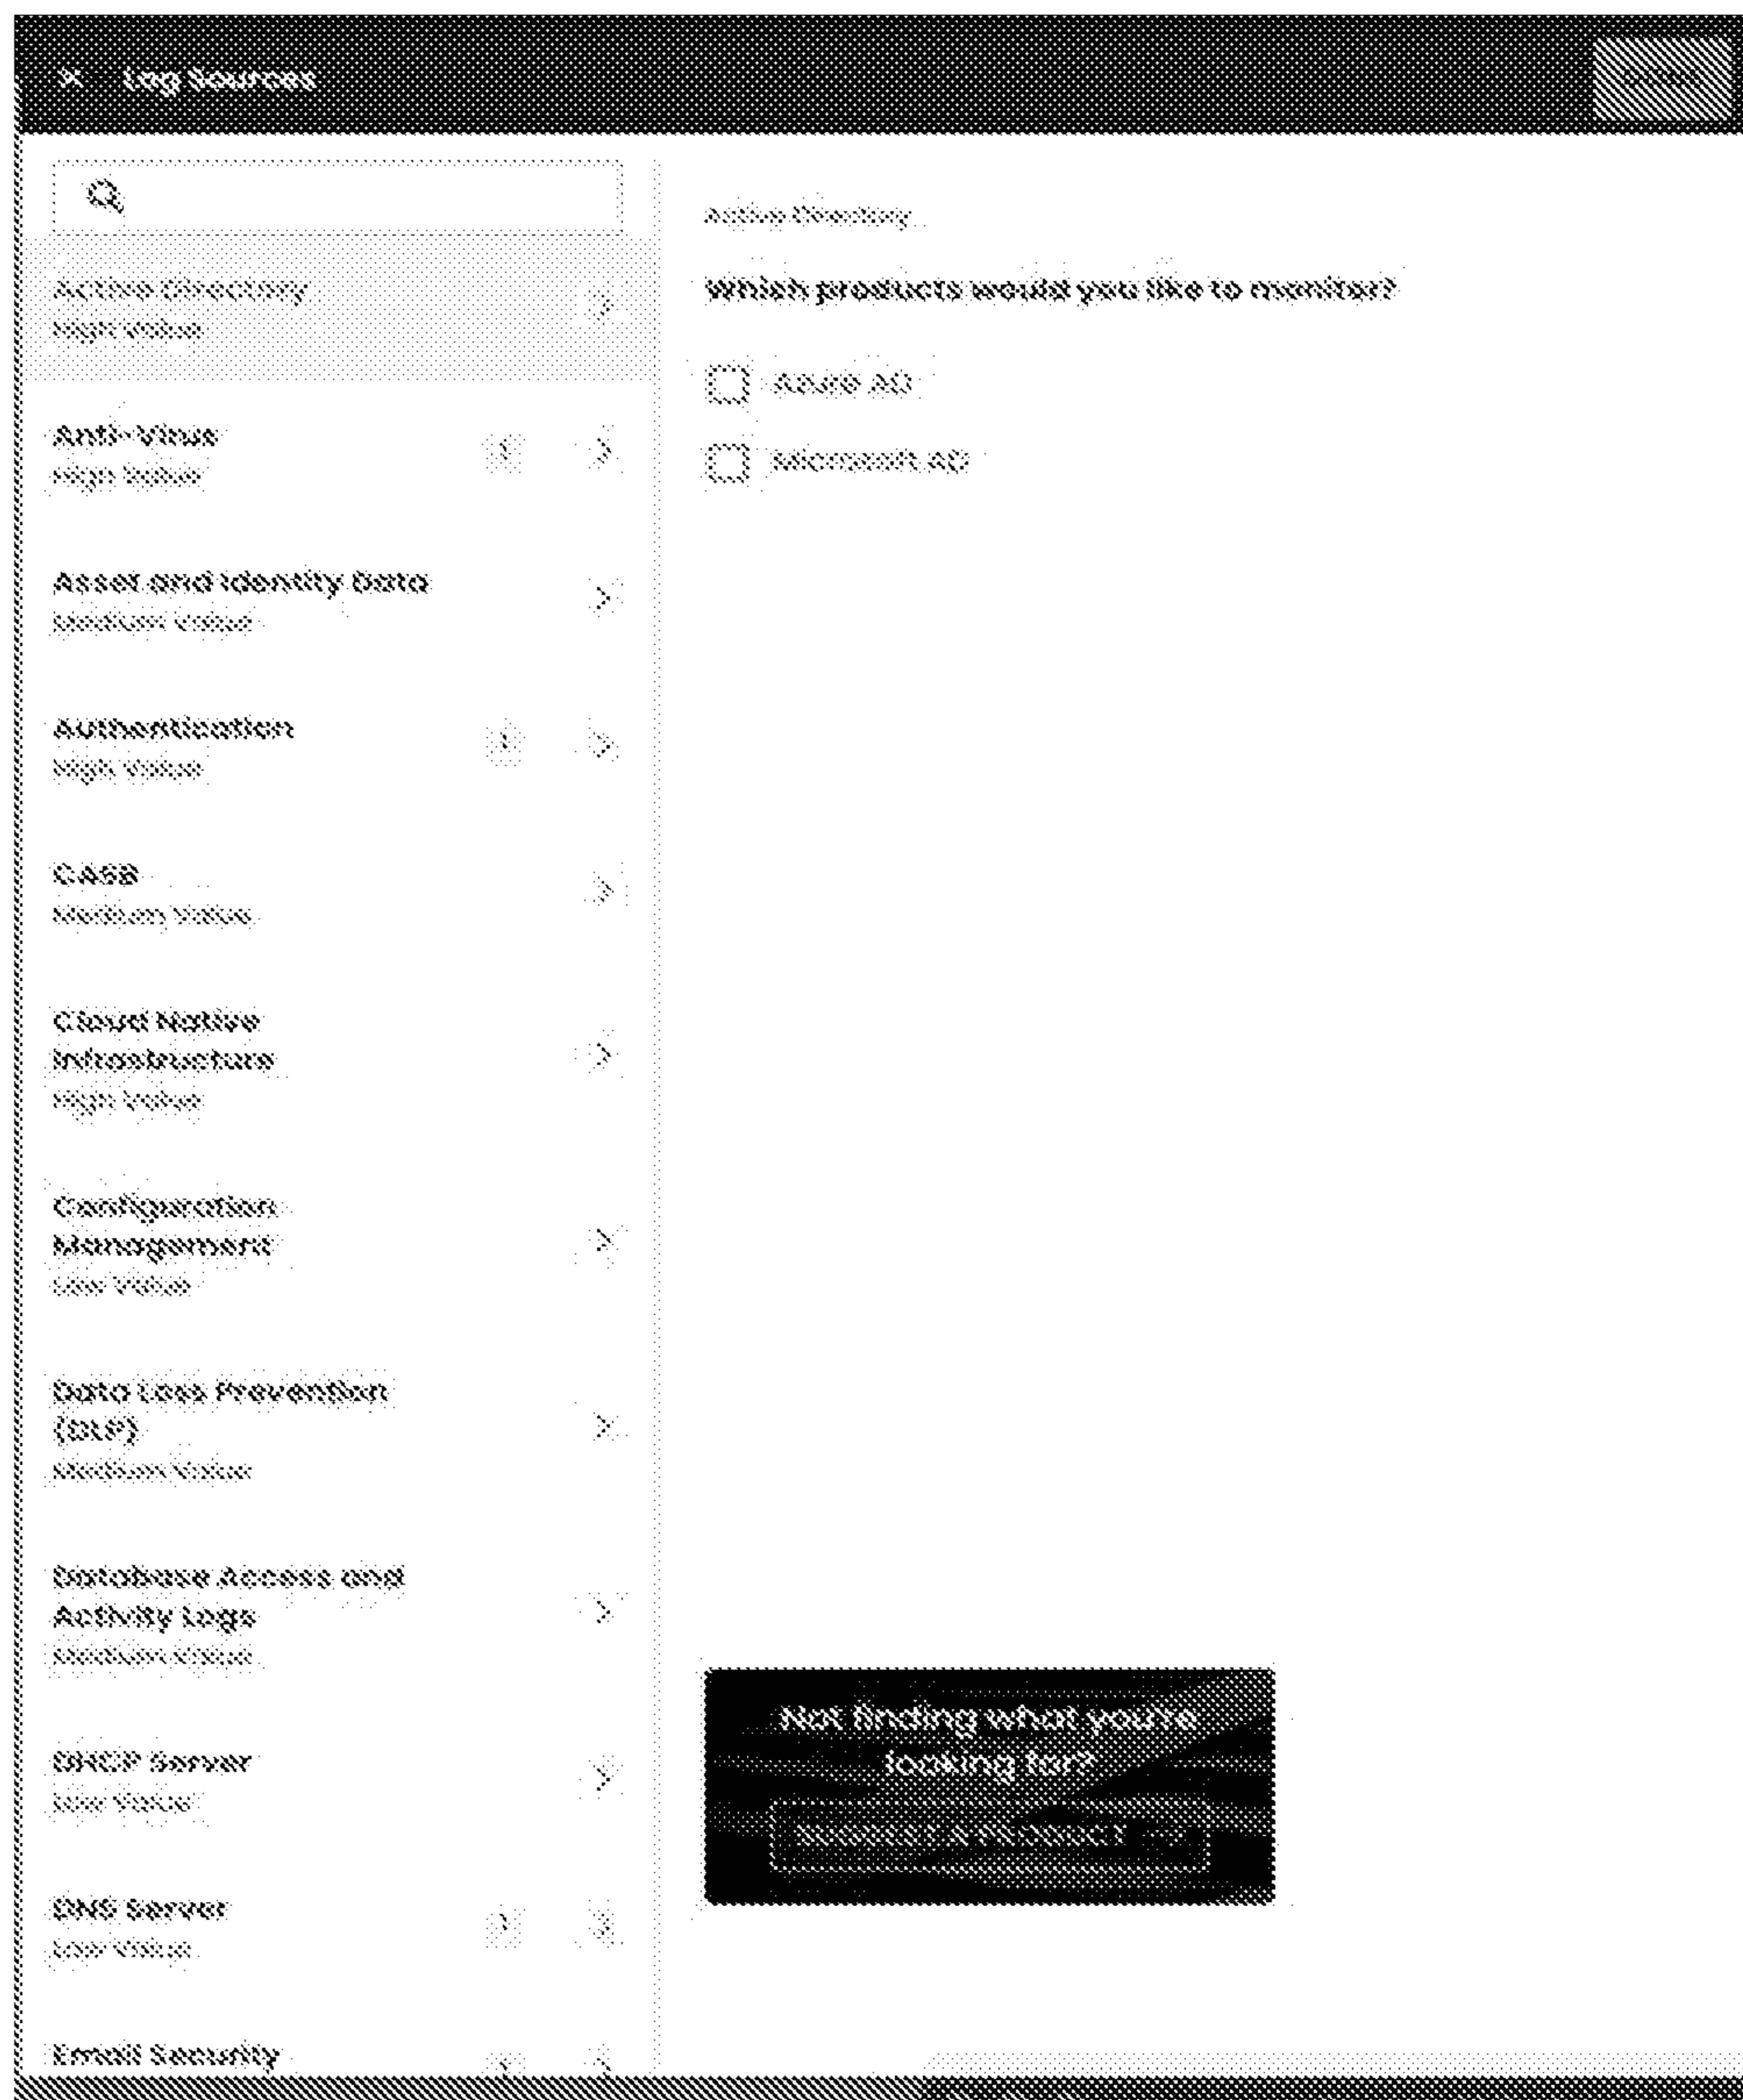 Log Sources
Active Directory
High Value
Anti-Virus
High Value
1
Asset and Identity Data
Medium Value
Authentication
High Value
1
CASB
Medium Value
Cloud Native
Infrastructure
High Value
Configuration
Management
Low Value
Data Loss Prevention
(DLP)
Medium Value
Database Access and
Activity Logs
Medium Value
DHCP Server
Low Value
DNS Server
Low Value
1
Email Security
Active Directory
Which products would you like to monitor?
Azure AD
Microsoft AD
Not finding what you're
looking for?